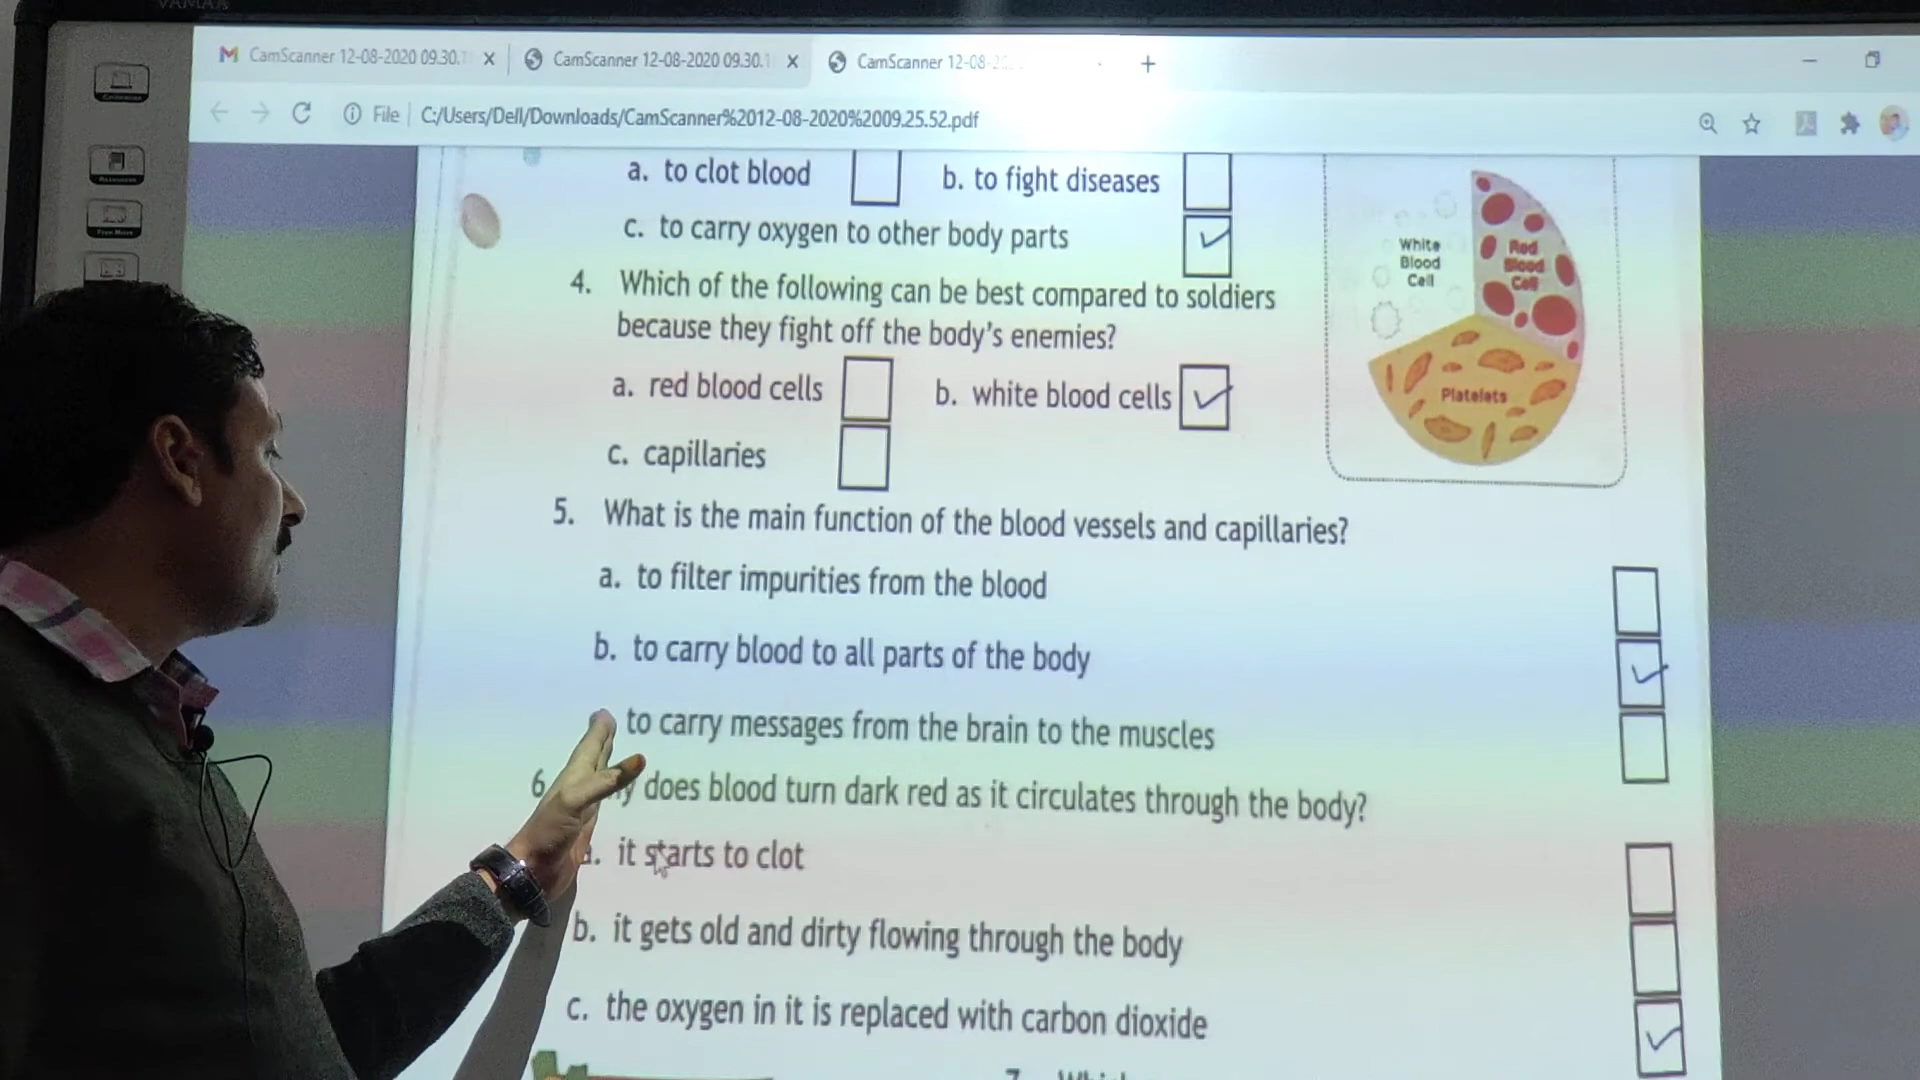 CamScanner 12-08-2020 09.30.1
CamScanner 12-08-2020 09.30.1
CamScanner 12-08-
File
C:/Users/Dell/Downloads/CamScanner%2012-08-2020%2009.25.52.pdf
a. to clot blood
b. to fight diseases
c. to carry oxygen to other body parts
4. Which of the following can be best compared to soldiers
because they fight off the body's enemies?
a. red blood cells
b. white blood cells
c. capillaries
White
Blood
Cell
Red
Blood
Cell
Platelets
5. What is the main function of the blood vessels and capillaries?
a. to filter impurities from the blood
b. to carry blood to all parts of the body
to carry messages from the brain to the muscles
6 does blood turn dark red as it circulates through the body?
a. it starts to clot
b. it gets old and dirty flowing through the body
c. the oxygen in it is replaced with carbon dioxide
7